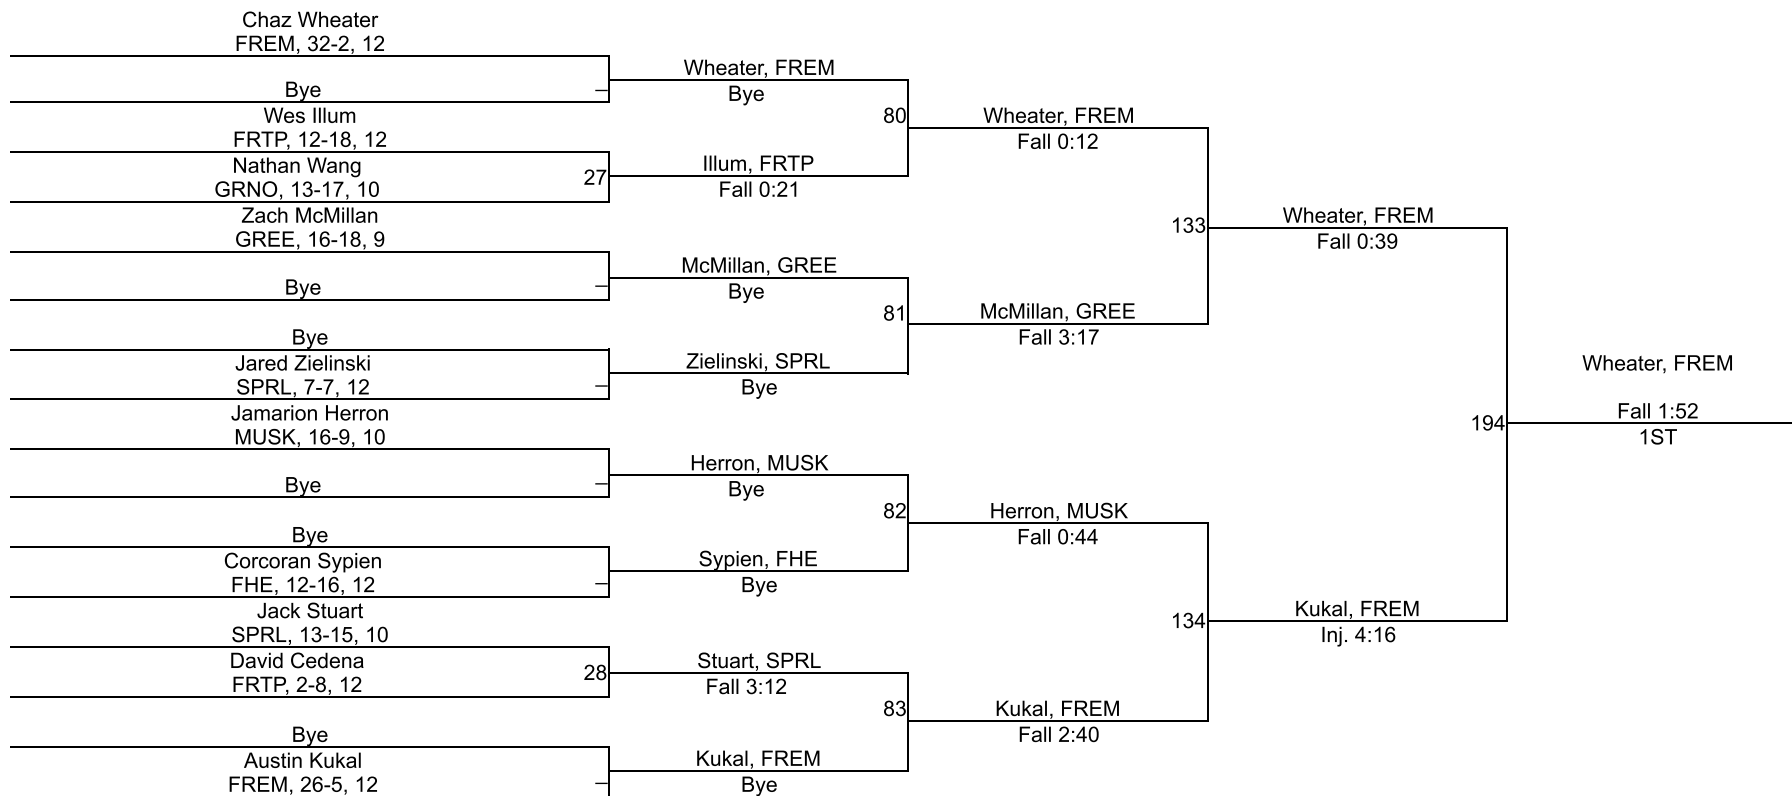 Chaz Wheater
FREM, 32-2, 12
Bye
Wes Illum
FRTP, 12-18, 12
Nathan Wang
GRNO, 13-17, 10
Zach McMillan
GREE, 16-18, 9
Bye
Bye
Jared Zielinski
SPRL, 7-7, 12
Jamarion Herron
MUSK, 16-9, 10
Bye
Bye
Corcoran Sypien
FHE, 12-16, 12
Jack Stuart
SPRL, 13-15, 10
David Cedena
FRTP, 2-8, 12
Bye
Austin Kukal
FREM, 26-5, 12
–
27
–
–
–
–
28
–
Wheater, FREM
Bye
Illum, FRTP
Fall 0:21
McMillan, GREE
Bye
Zielinski, SPRL
Bye
Herron, MUSK
Bye
Sypien, FHE
Bye
Stuart, SPRL
Fall 3:12
Kukal, FREM
Bye
80
81
82
83
Wheater, FREM
Fall 0:12
McMillan, GREE
Fall 3:17
Herron, MUSK
Fall 0:44
Kukal, FREM
Fall 2:40
133
134
Wheater, FREM
Fall 0:39
Kukal, FREM
Inj. 4:16
194
Wheater, FREM
Fall 1:52
1ST